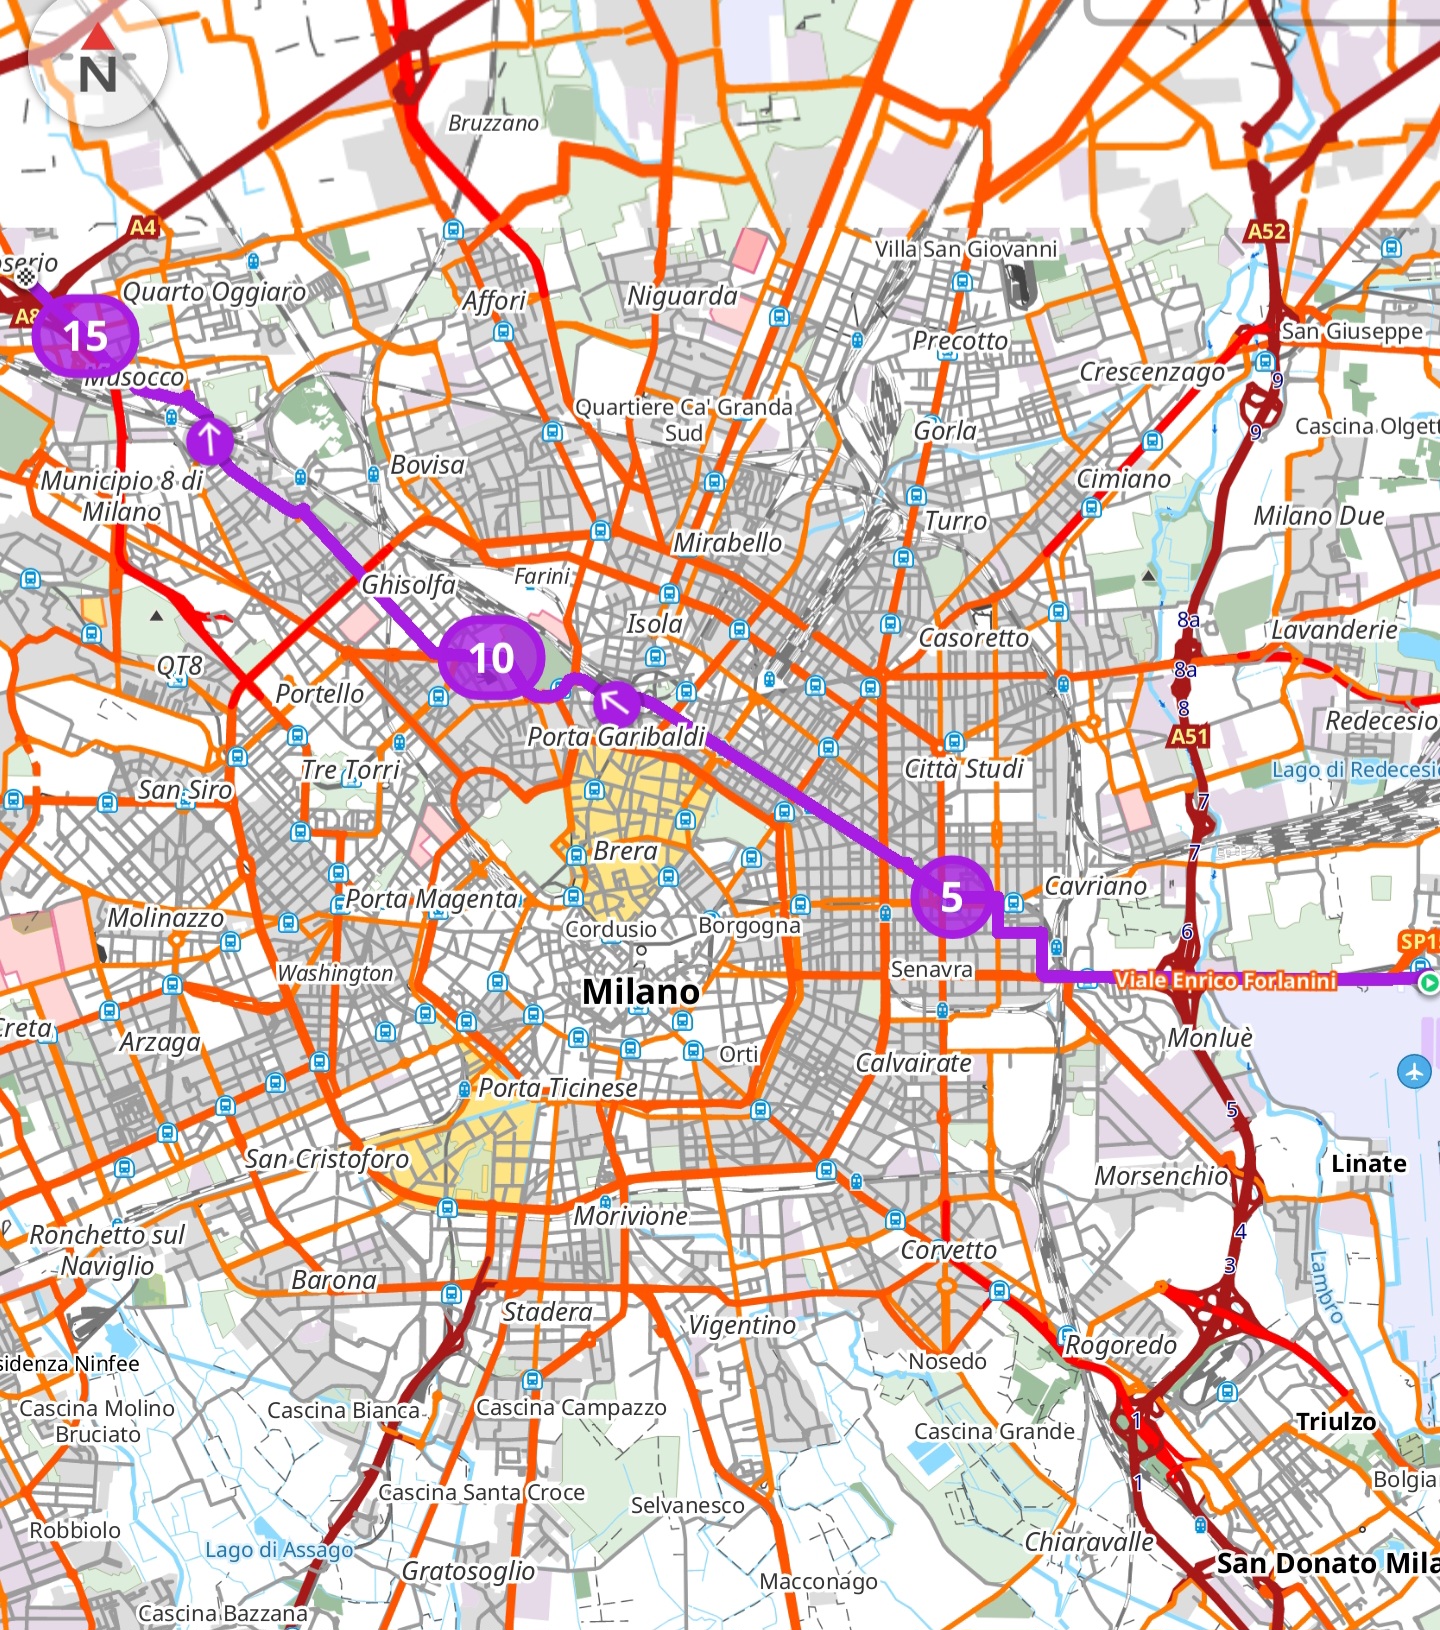 N
Bruzzano
A4
A52
Villa San Giovanni
oserio
Quarto Oggiaro
Affori
Niguarda
A8
15
San Giuseppe
Precotto
Musocco
Crescenzago
9
Quartiere Ca' Granda
Sud
Gorla
9
Cascina Olgett
Bovisa
Municipio 8 di
Milano
Cimiano
Turro
Milano Due
Mirabello
Ghisolfa
Farini
Isola
8a
Casoretto
Lavanderie
10
QT8
8a
Portello
8
Redecesio
Porta Garibaldi
A51
Tre Torri
Città Studi
Lago di Redecesio
San Siro
7
Brera
7
5
Cavriano
Porta Magenta
Molinazzo
Cordusio
Borgogna
6
SP1
Washington
Senavra
Viale Enrico Forlanini
Milano
Creta
Arzaga
Orti
Calvairate
Monluè
Porta Ticinese
5
San Cristoforo
Linate
Morsenchio
Morivione
Ronchetto sul
Naviglio
4
Corvetto
3
Barona
Lambro
Stadera
Vigentino
Rogoredo
sidenza Ninfee
Nosedo
Cascina Molino
Bruciato
Cascina Bianca
Cascina Campazzo
1
Triulzo
Cascina Grande
Bolgia
Cascina Santa Croce
1
Selvanesco
Robbiolo
Lago di Assago
Chiaravalle
Gratosoglio
San Donato Mila
Macconago
Cascina Bazzana